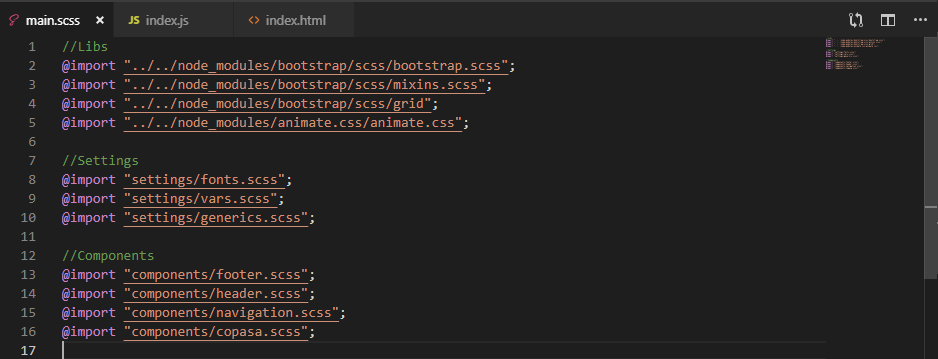 main.scss × JS index.js <> index.html ...
1 //Libs
2 @import "../../node_modules/bootstrap/scss/bootstrap.scss";
3 @import "../../node_modules/bootstrap/scss/mixins.scss";
4 @import "../../node_modules/bootstrap/scss/grid";
5 @import "../../node_modules/animate.css/animate.css";
6
7 //Settings
8 @import "settings/fonts.scss";
9 @import "settings/vars.scss";
10 @import "settings/generics.scss";
11
12 //Components
13 @import "components/footer.scss";
14 @import "components/header.scss";
15 @import "components/navigation.scss";
16 @import "components/copasa.scss";
17